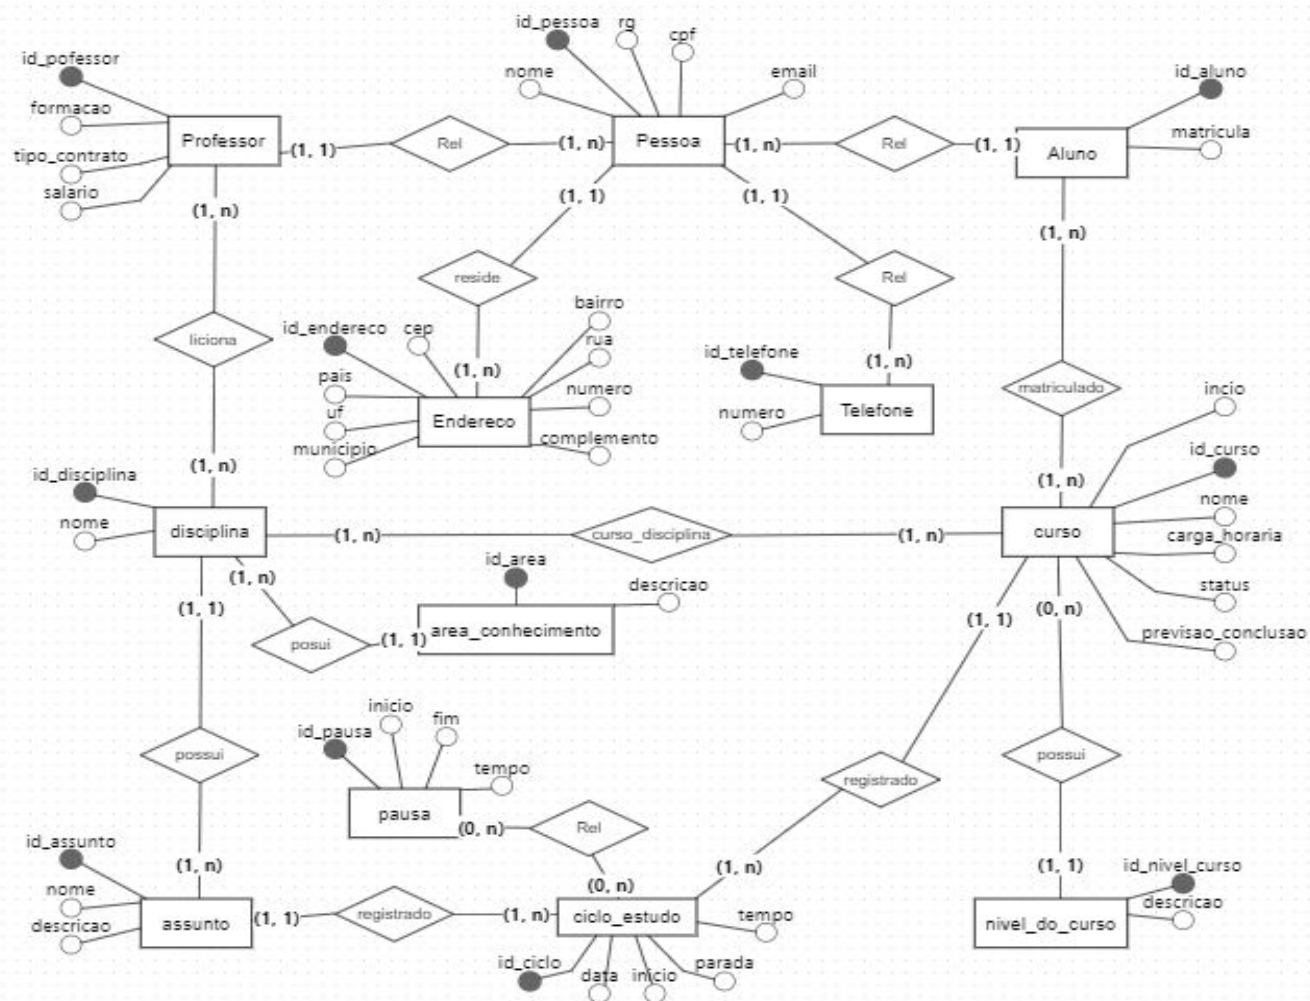 id_pessoa
rg
cpf
nome
email
id_pofessor
formacao
tipo_contrato
salario
id_aluno
matricula
Professor
(1, 1)
Rel
(1, n)
Pessoa
(1, n)
Rel
(1, 1)
Aluno
(1, n)
(1, 1)
(1, 1)
(1, n)
reside
Rel
liciona
id_endereco
cep
bairro
rua
pais
uf
municipio
numero
complemento
(1, n)
Endereco
id_telefone
numero
(1, n)
Telefone
matriculado
incio
id_curso
nome
carga_horaria
status
previsao_conclusao
(1, n)
(1, n)
id_disciplina
nome
disciplina
(1, n)
curso_disciplina
(1, n)
curso
(1, n)
(1, 1)
id_area
descricao
posui
(1, 1)
area_conhecimento
(1, 1)
(0, n)
id_pausa
inicio
fim
tempo
possui
pausa
(0, n)
Rel
registrado
possui
(0, n)
(1, n)
(1, 1)
(1, n)
id_assunto
nome
descricao
assunto
(1, 1)
registrado
(1, n)
ciclo_estudo
tempo
id_ciclo
data
inicio
parada
id_nivel_curso
descricao
nivel_do_curso